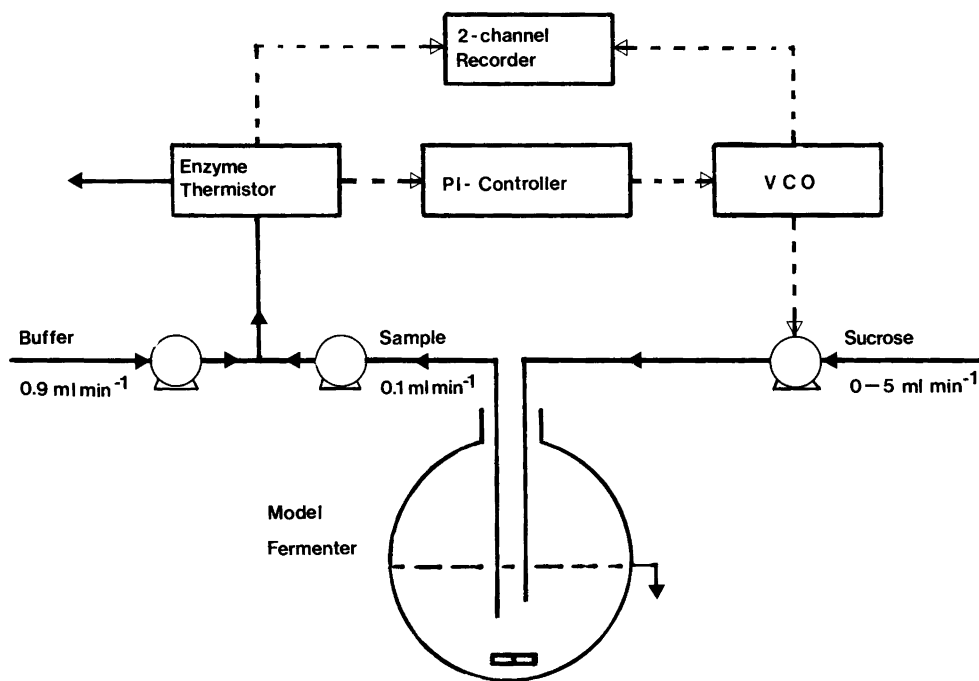 2-channel
Recorder
Enzyme
Thermistor
PI-Controller
VCO
Buffer
0.9 ml min⁻¹
Sample
0.1 ml min⁻¹
Sucrose
0–5 ml min⁻¹
Model
Fermenter